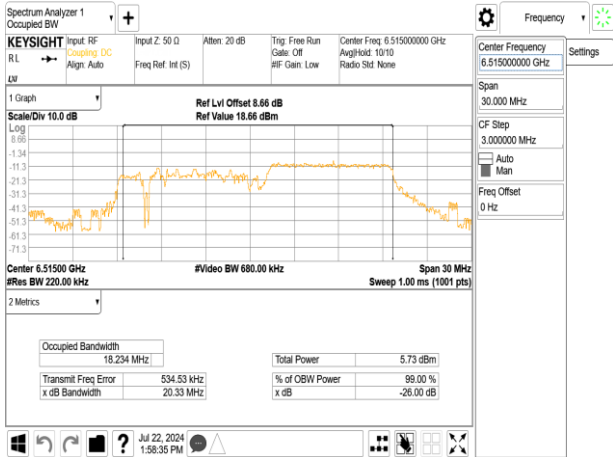 Spectrum Analyzer 1
Occupied BW
+
Frequency
KEYSIGHT
RL
LXI
Input: RF
Coupling: DC
Align: Auto
Input Z: 50 Ω
Freq Ref: Int (S)
Atten: 20 dB
Trig: Free Run
Gate: Off
#IF Gain: Low
Center Freq: 6.515000000 GHz
Avg|Hold: 10/10
Radio Std: None
Center Frequency
6.515000000 GHz
Settings
Span
30.000 MHz
CF Step
3.000000 MHz
Auto
Man
Freq Offset
0 Hz
1 Graph
Scale/Div 10.0 dB
Ref Lvl Offset 8.66 dB
Ref Value 18.66 dBm
Log
8.66
-1.34
-11.3
-21.3
-31.3
-41.3
-51.3
-61.3
-71.3
Center 6.51500 GHz
#Video BW 680.00 kHz
Span 30 MHz
#Res BW 220.00 kHz
Sweep 1.00 ms (1001 pts)
2 Metrics
Occupied Bandwidth
18.234 MHz
Total Power 5.73 dBm
Transmit Freq Error 534.53 kHz
% of OBW Power 99.00 %
x dB Bandwidth 20.33 MHz
x dB -26.00 dB
?
Jul 22, 2024
1:58:35 PM